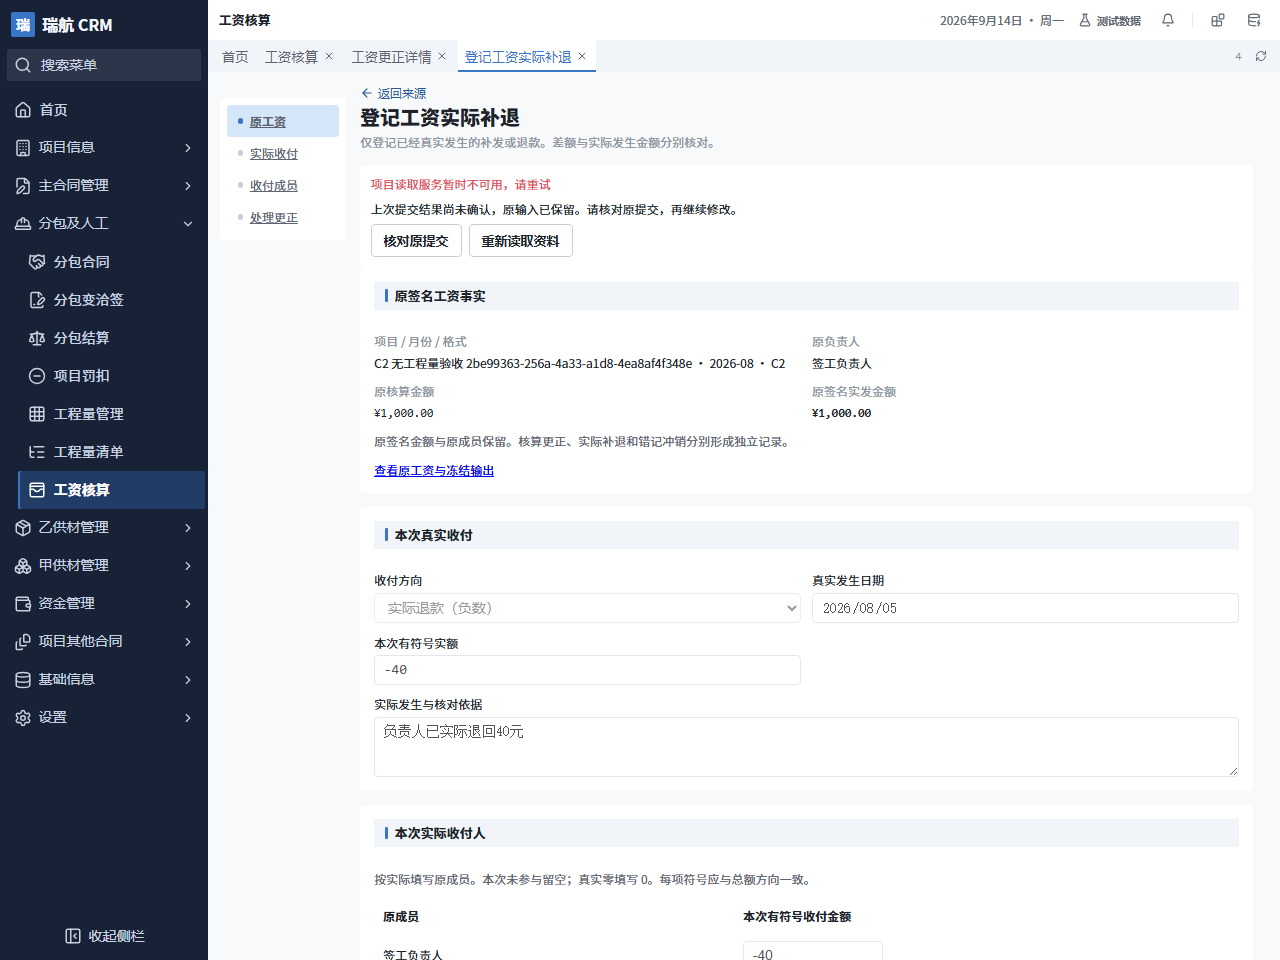 瑞 瑞航 CRM
搜索菜单
首页
项目信息
主合同管理
分包及人工
分包合同
分包变洽签
分包结算
项目罚扣
工程量管理
工程量清单
工资核算
乙供材管理
甲供材管理
资金管理
项目其他合同
基础信息
设置
收起侧栏
工资核算
2026年9月14日 • 周一 测试数据
首页 工资核算 × 工资更正详情 × 登记工资实际补退 × 4
原工资
实际收付
收付成员
处理更正
← 返回来源
登记工资实际补退
仅登记已经真实发生的补发或退款。差额与实际发生金额分别核对。
项目读取服务暂时不可用，请重试
上次提交结果尚未确认，原输入已保留。请核对原提交，再继续修改。
核对原提交 重新读取资料
原签名工资事实
项目 / 月份 / 格式 原负责人
C2 无工程量验收 2be99363-256a-4a33-a1d8-4ea8af4f348e • 2026-08 • C2 签工负责人
原核算金额 原签名实发金额
¥1,000.00 ¥1,000.00
原签名金额与原成员保留。核算更正、实际补退和错记冲销分别形成独立记录。
查看原工资与冻结输出
本次真实收付
收付方向 真实发生日期
实际退款（负数） 2026/08/05
本次有符号实额
-40
实际发生与核对依据
负责人已实际退回40元
本次实际收付人
按实际填写原成员。本次未参与留空；真实零填写 0。每项符号应与总额方向一致。
原成员 本次有符号收付金额
签工负责人 -40